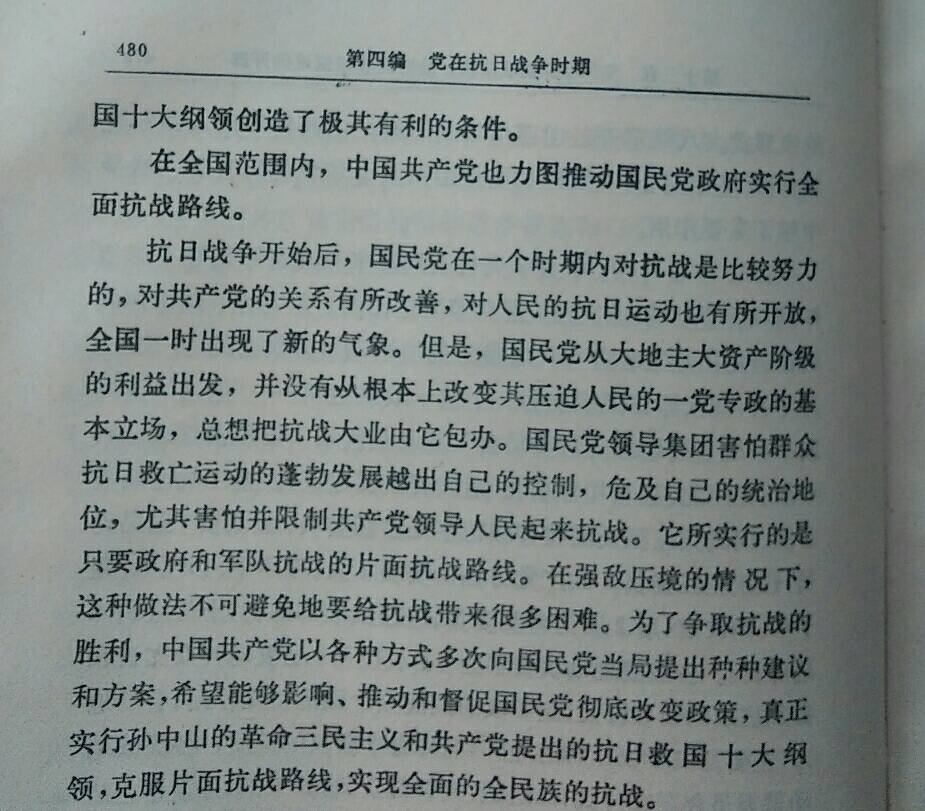 480
第四编 党在抗日战争时期
国十大纲领创造了极其有利的条件。
在全国范围内，中国共产党也力图推动国民党政府实行全
面抗战路线。
抗日战争开始后，国民党在一个时期内对抗战是比较努力
的，对共产党的关系有所改善，对人民的抗日运动也有所开放，
全国一时出现了新的气象。但是，国民党从大地主大资产阶级
的利益出发，并没有从根本上改变其压迫人民的一党专政的基
本立场，总想把抗战大业由它包办。国民党领导集团害怕群众
抗日救亡运动的蓬勃发展越出自己的控制，危及自己的统治地
位，尤其害怕并限制共产党领导人民起来抗战。它所实行的是
只要政府和军队抗战的片面抗战路线。在强敌压境的情况下，
这种做法不可避免地要给抗战带来很多困难。为了争取抗战的
胜利，中国共产党以各种方式多次向国民党当局提出种种建议
和方案，希望能够影响、推动和督促国民党彻底改变政策，真正
实行孙中山的革命三民主义和共产党提出的抗日救国十大纲
领，克服片面抗战路线，实现全面的全民族的抗战。